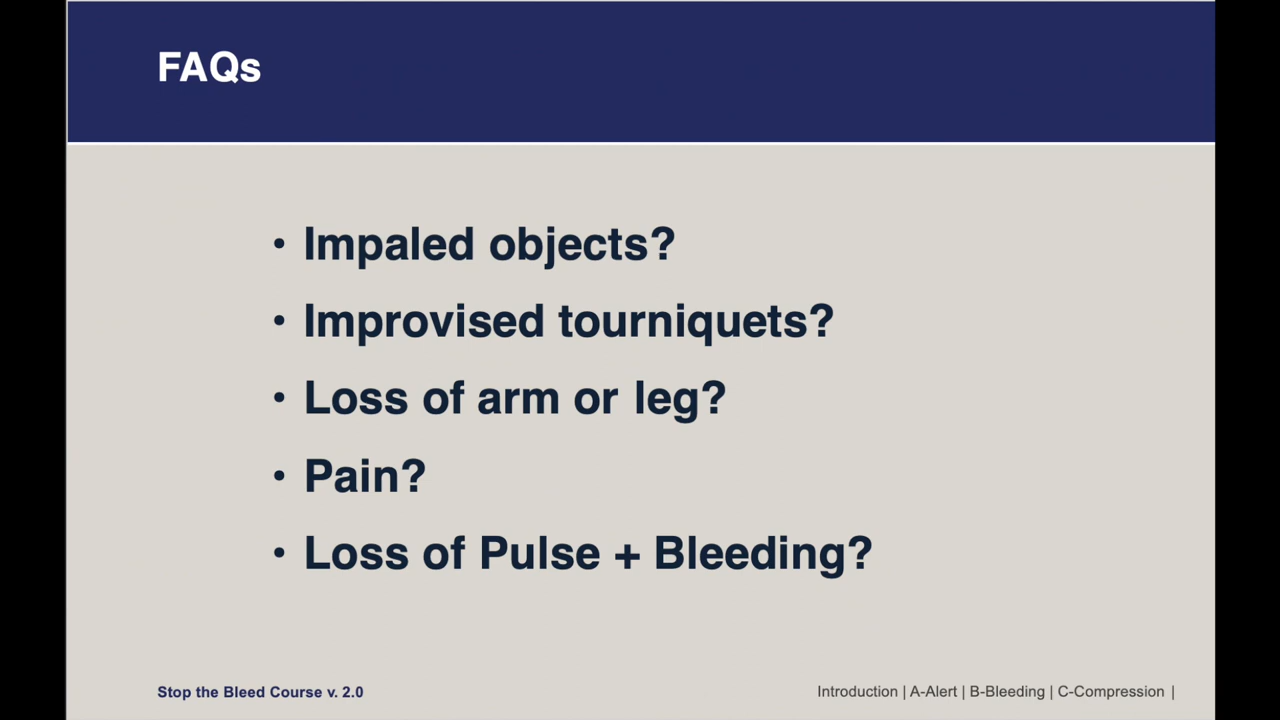 FAQs
• Impaled objects?
• Improvised tourniquets?
• Loss of arm or leg?
• Pain?
• Loss of Pulse + Bleeding?
Stop the Bleed Course v. 2.0
Introduction | A-Alert | B-Bleeding | C-Compression |